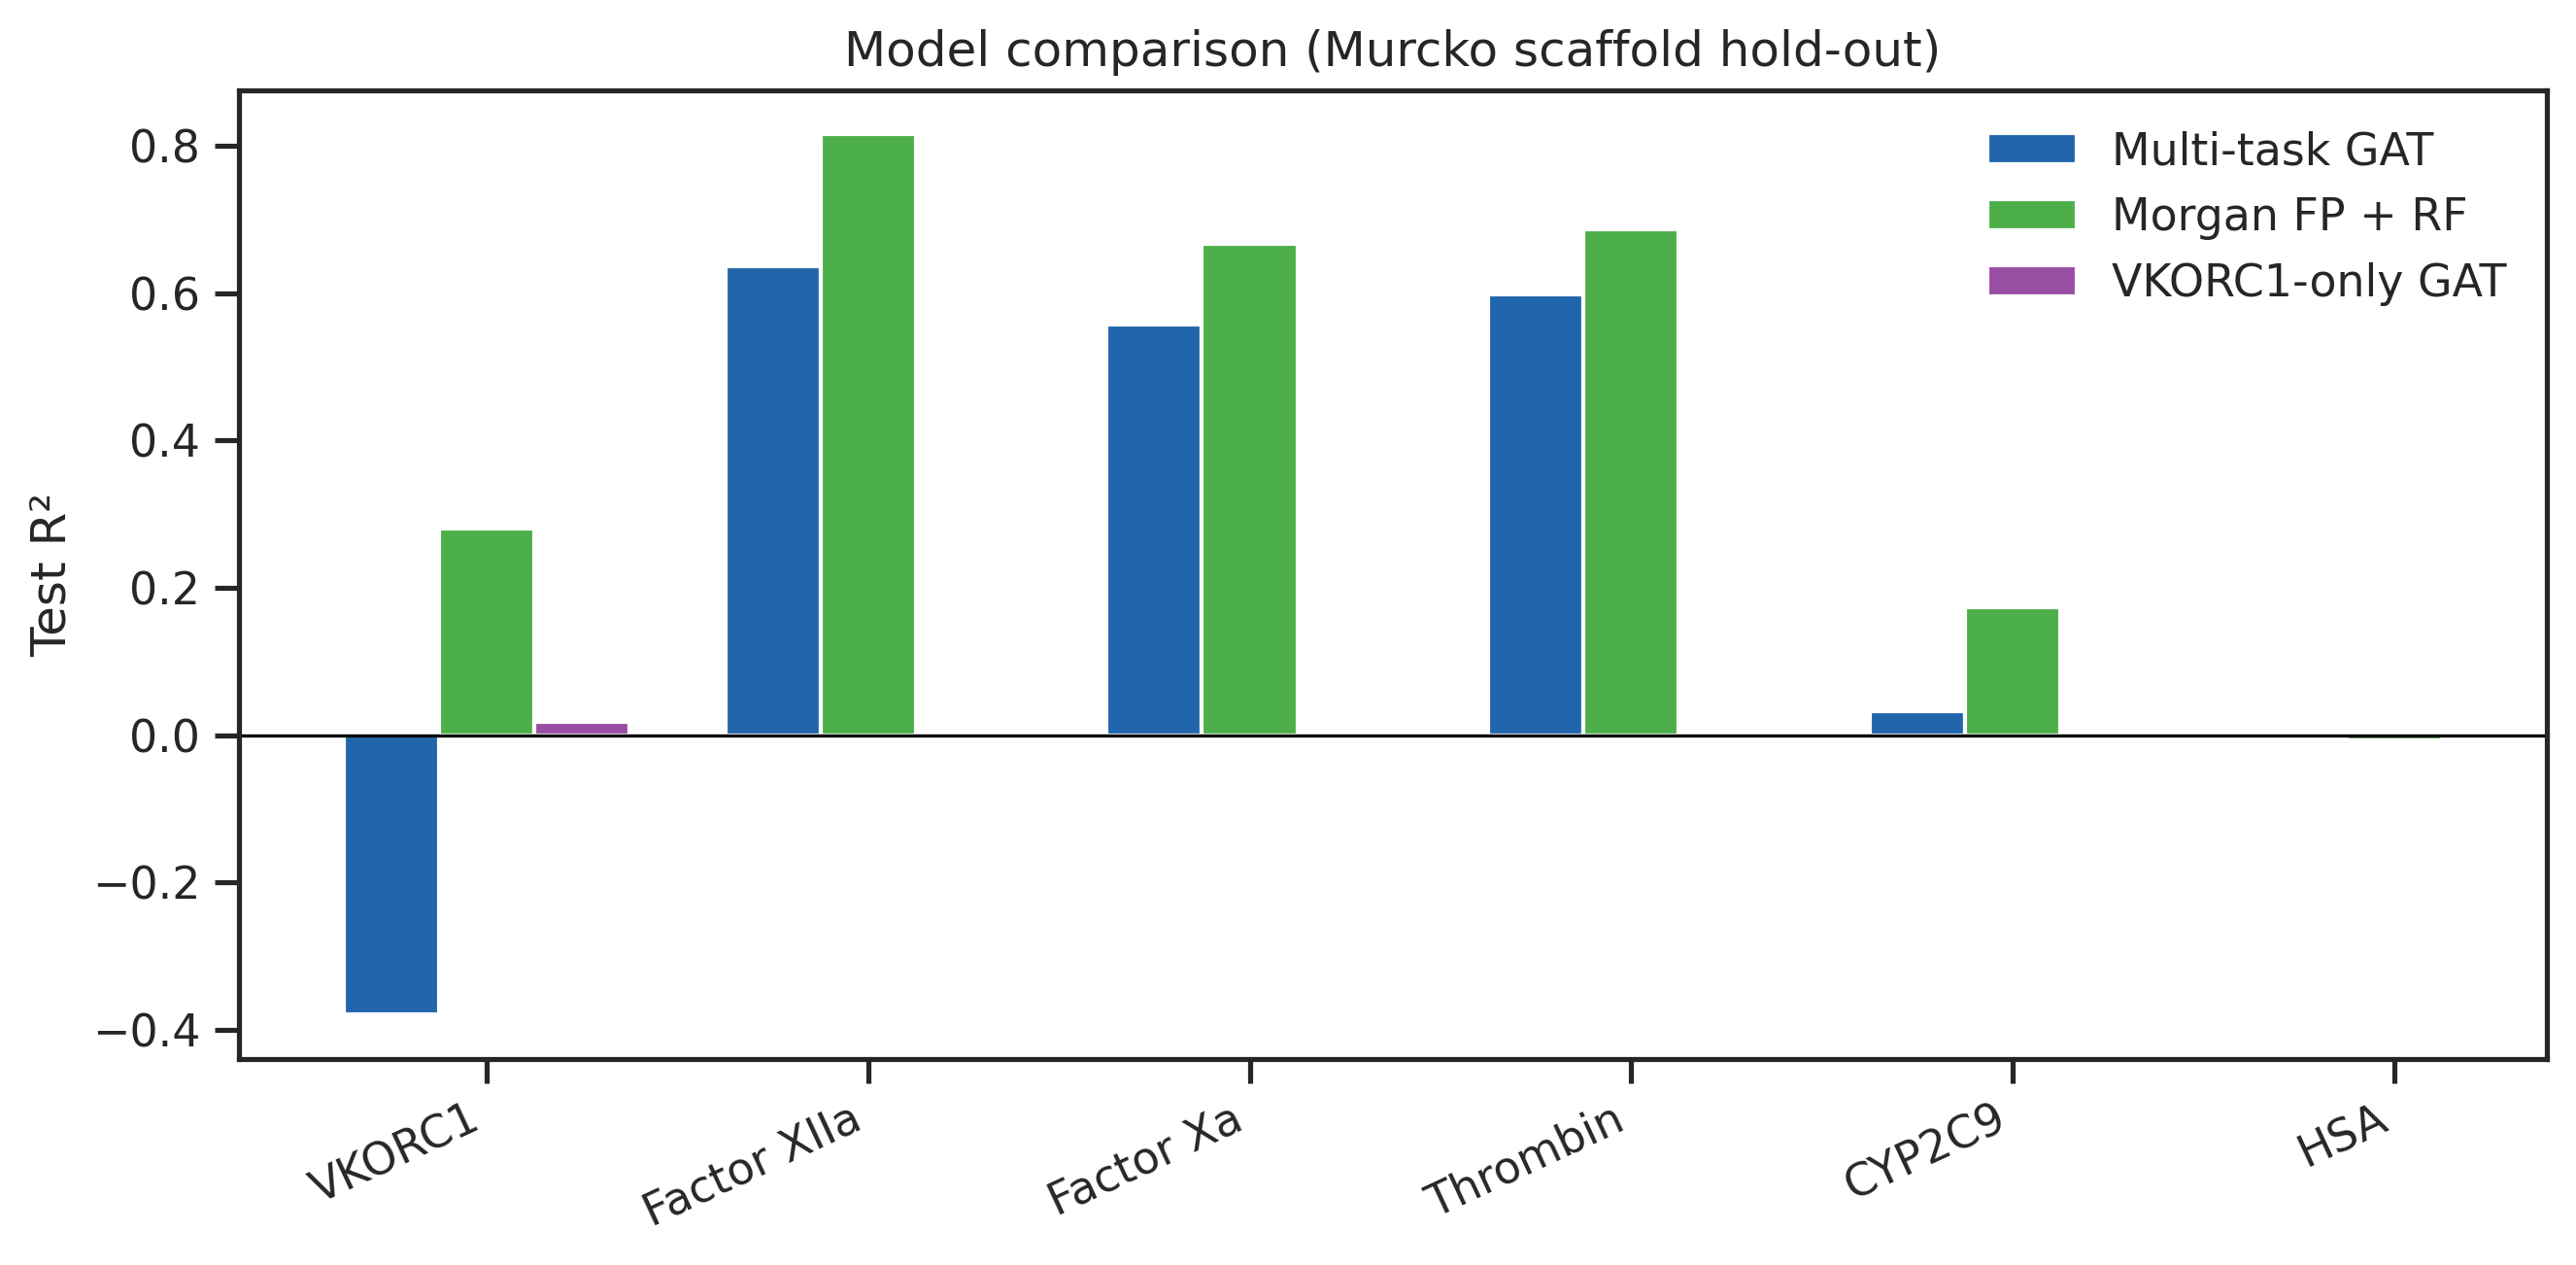 Model comparison (Murcko scaffold hold-out)
Multi-task GAT
Morgan FP + RF
VKORC1-only GAT
Test R²
0.8
0.6
0.4
0.2
0.0
−0.2
−0.4
VKORC1
Factor XIIa
Factor Xa
Thrombin
CYP2C9
HSA